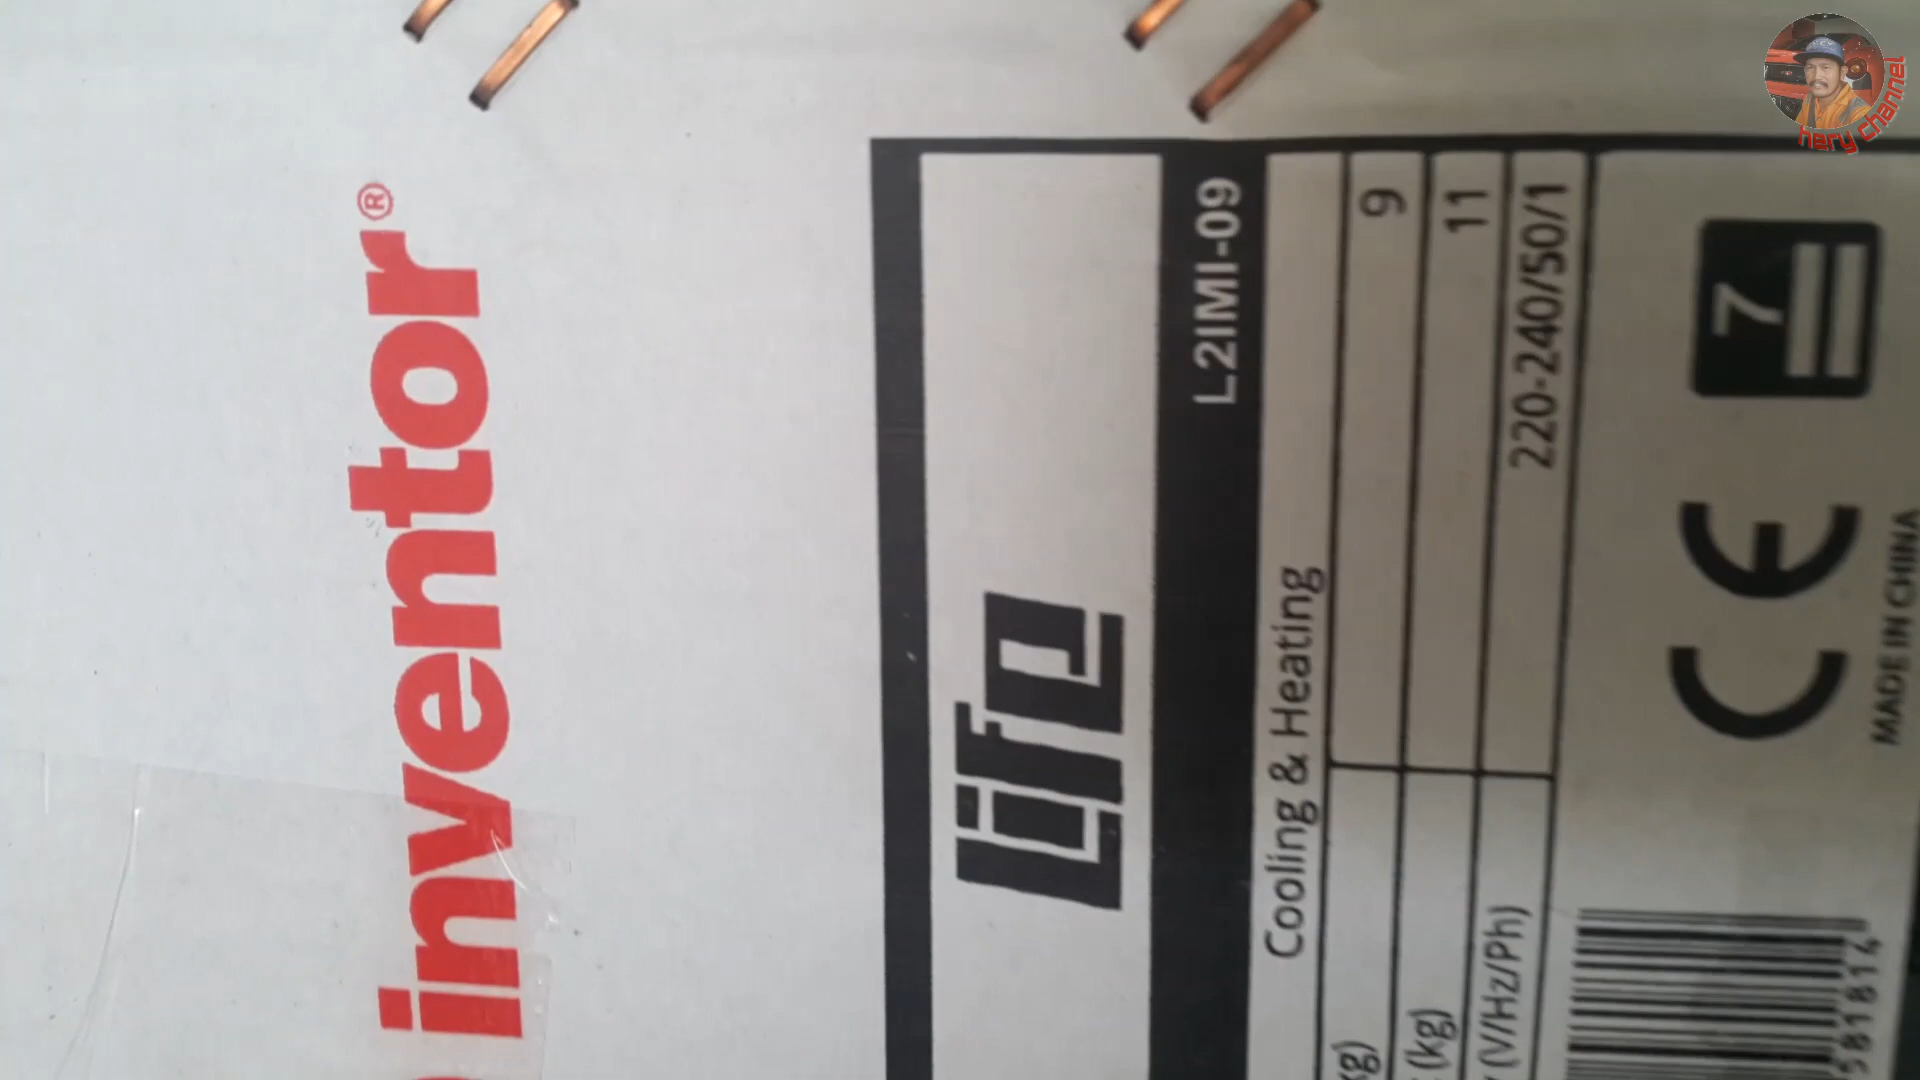 inventor®
Life
L2IMI-09
Cooling & Heating
9
(kg) 11
(V/Hz/Ph) 220-240/50/1
7
CE
MADE IN CHINA
581814
hery channel